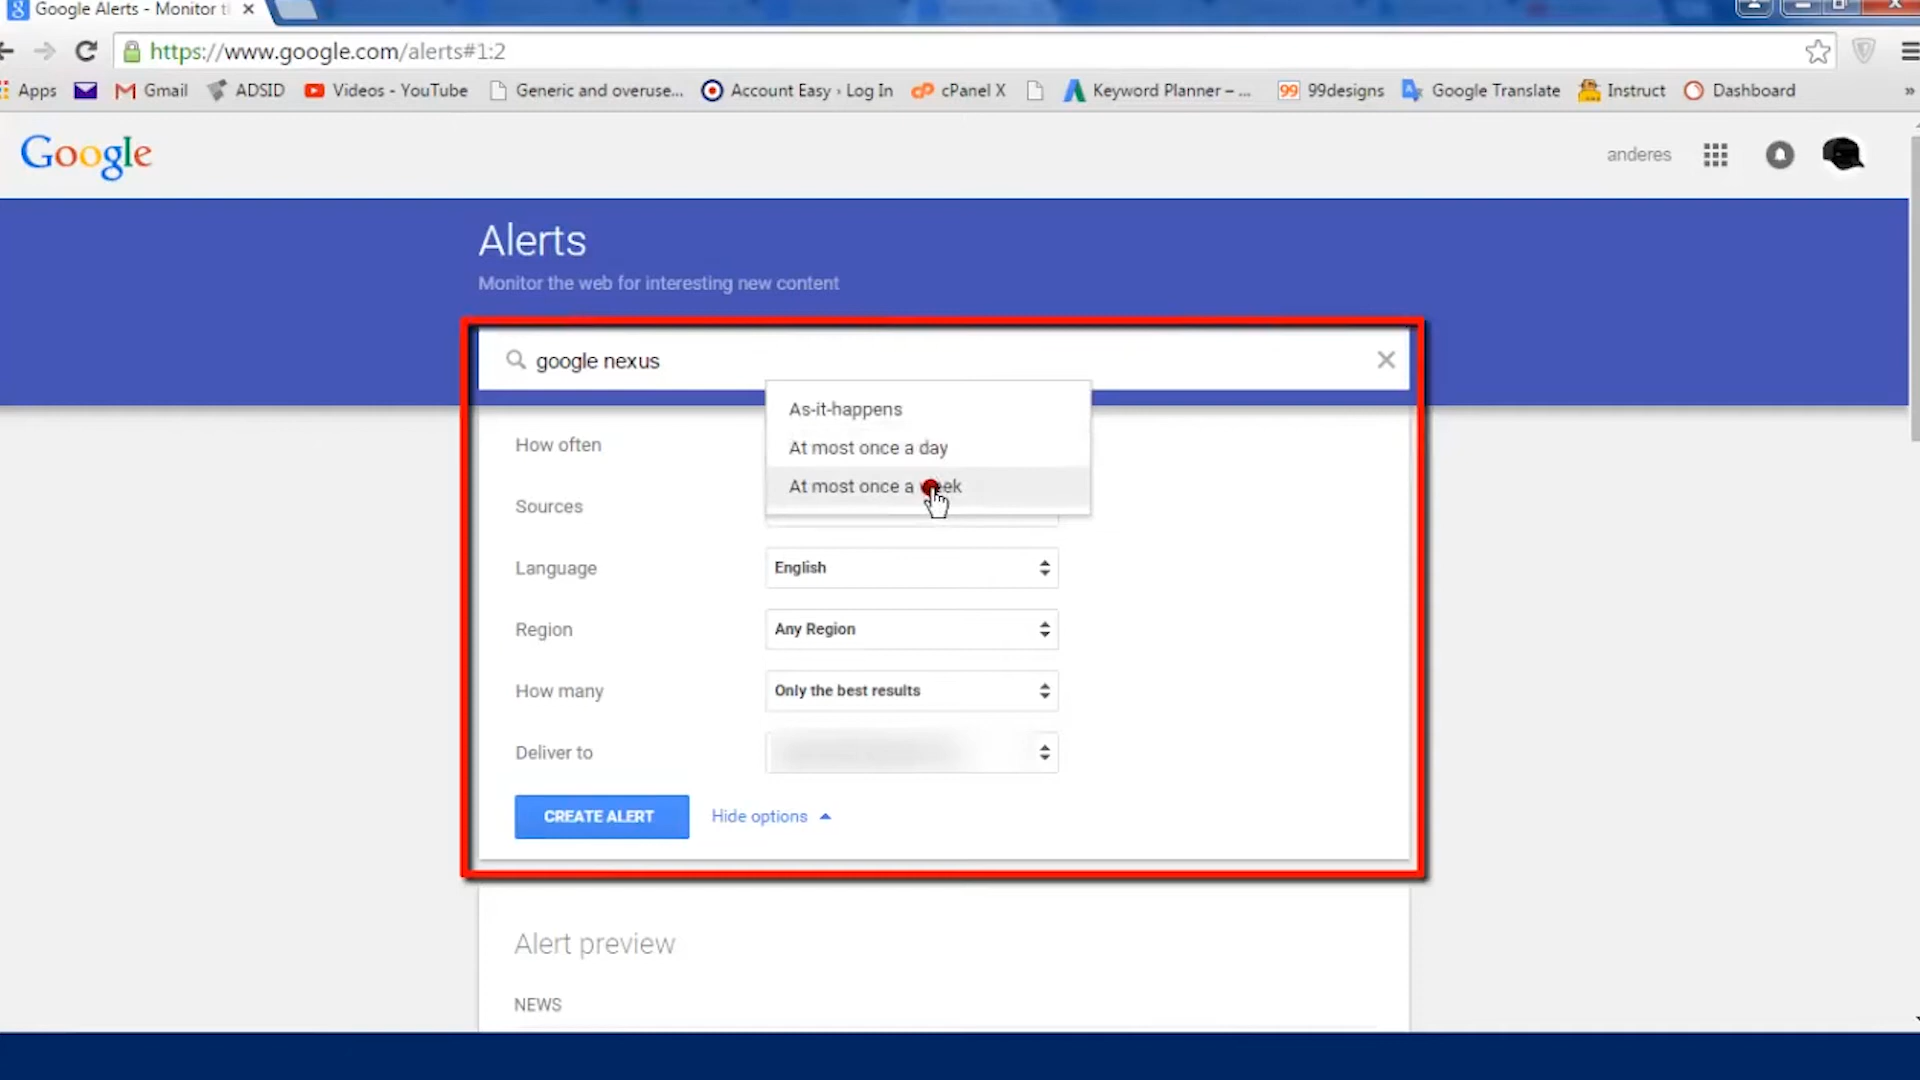 Google Alerts - Monitor t
https://www.google.com/alerts#1:2
Apps Gmail ADSID Videos - YouTube Generic and overuse... Account Easy › Log In cPanel X Keyword Planner – ... 99designs Google Translate Instruct Dashboard »
Google
anderes
Alerts
Monitor the web for interesting new content
google nexus
As-it-happens
How often
At most once a day
At most once a week
Sources
Language English
Region Any Region
How many Only the best results
Deliver to
CREATE ALERT Hide options
Alert preview
NEWS